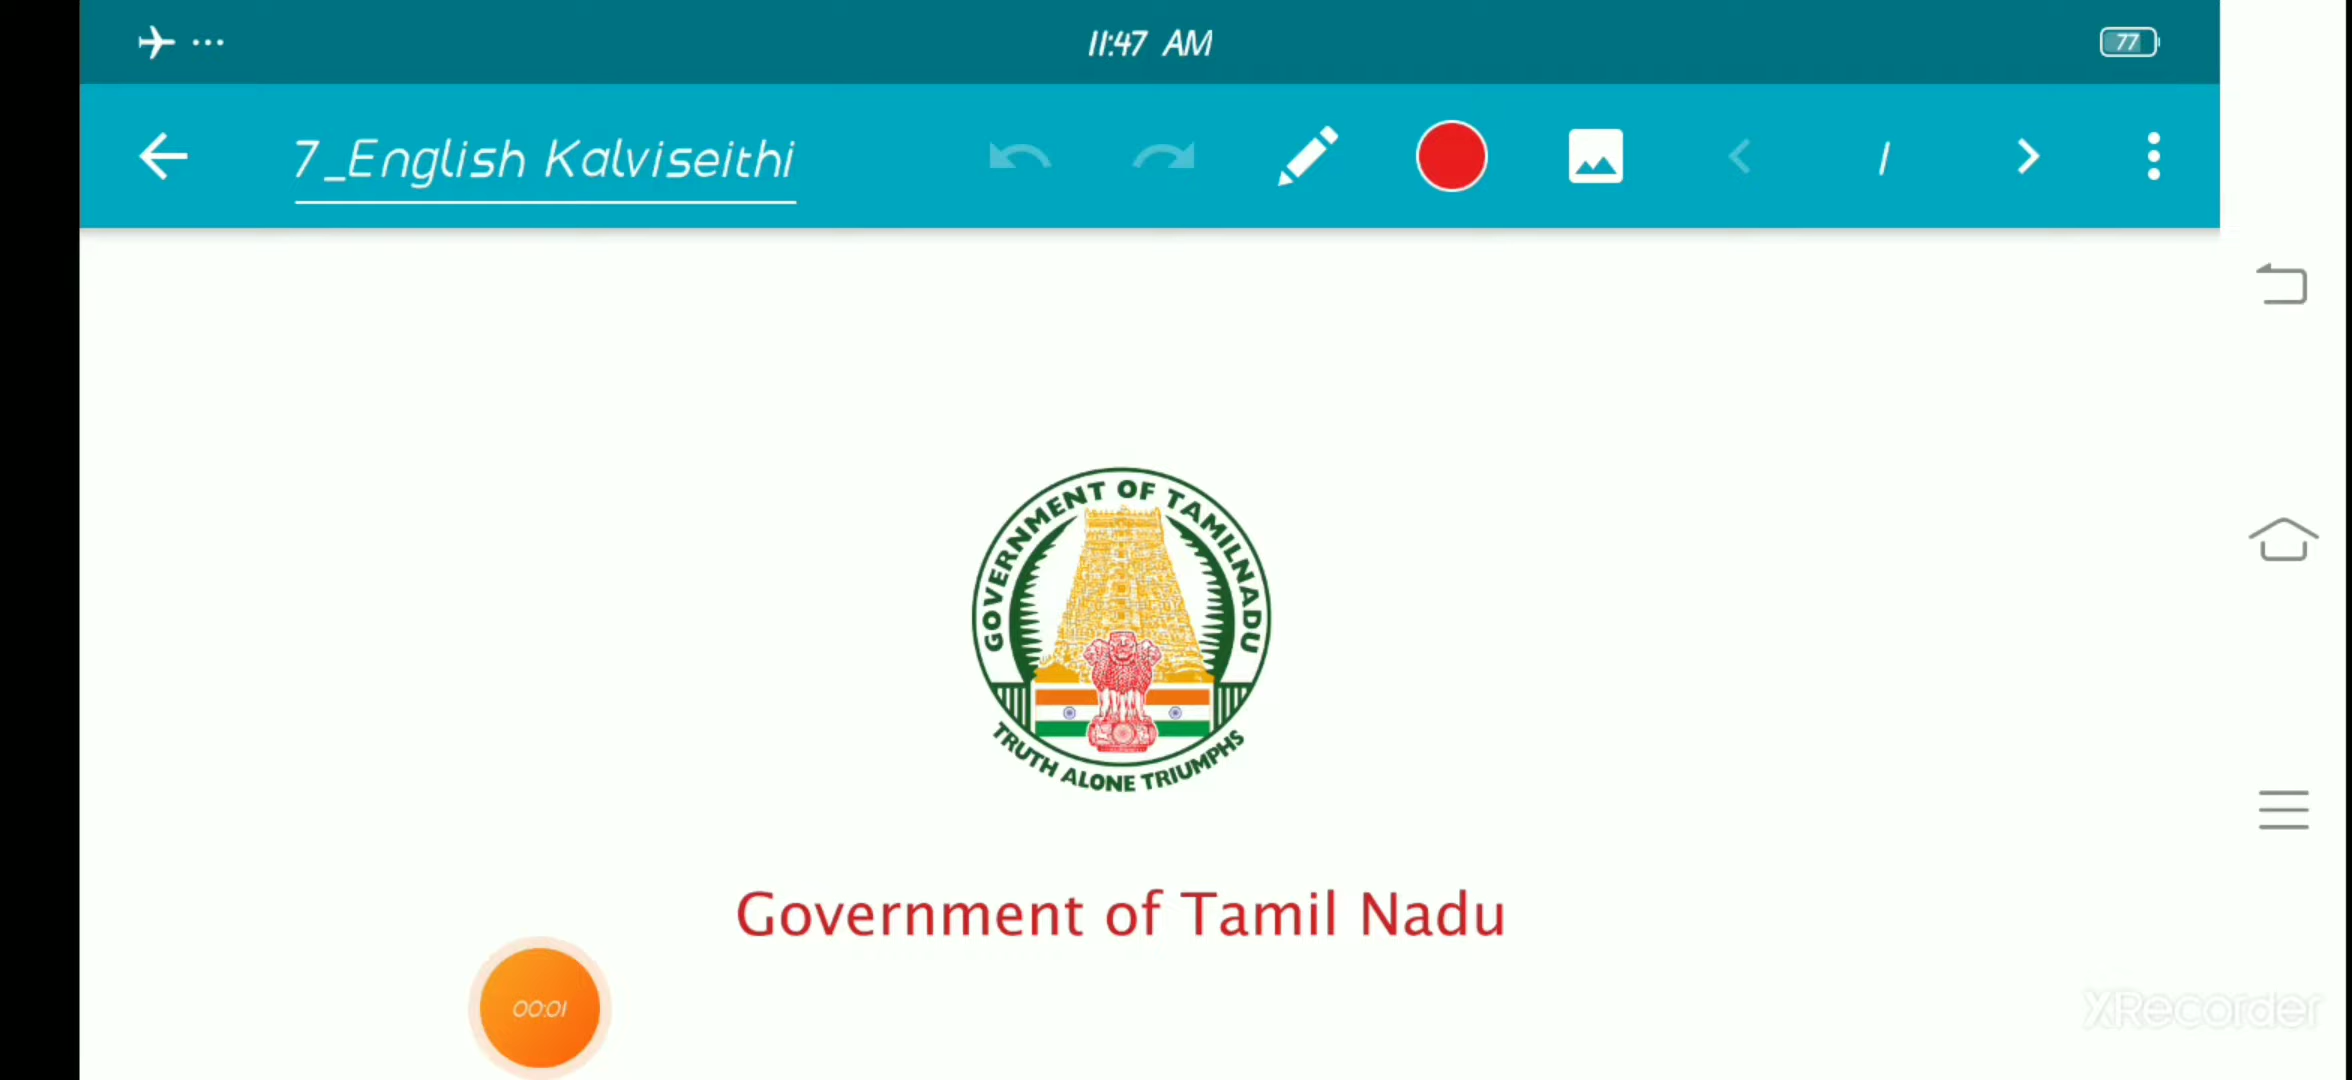 11:47 AM
77
7_English Kalviseithi
1
GOVERNMENT OF TAMILNADU
TRUTH ALONE TRIUMPHS
Government of Tamil Nadu
00:01
XRecorder